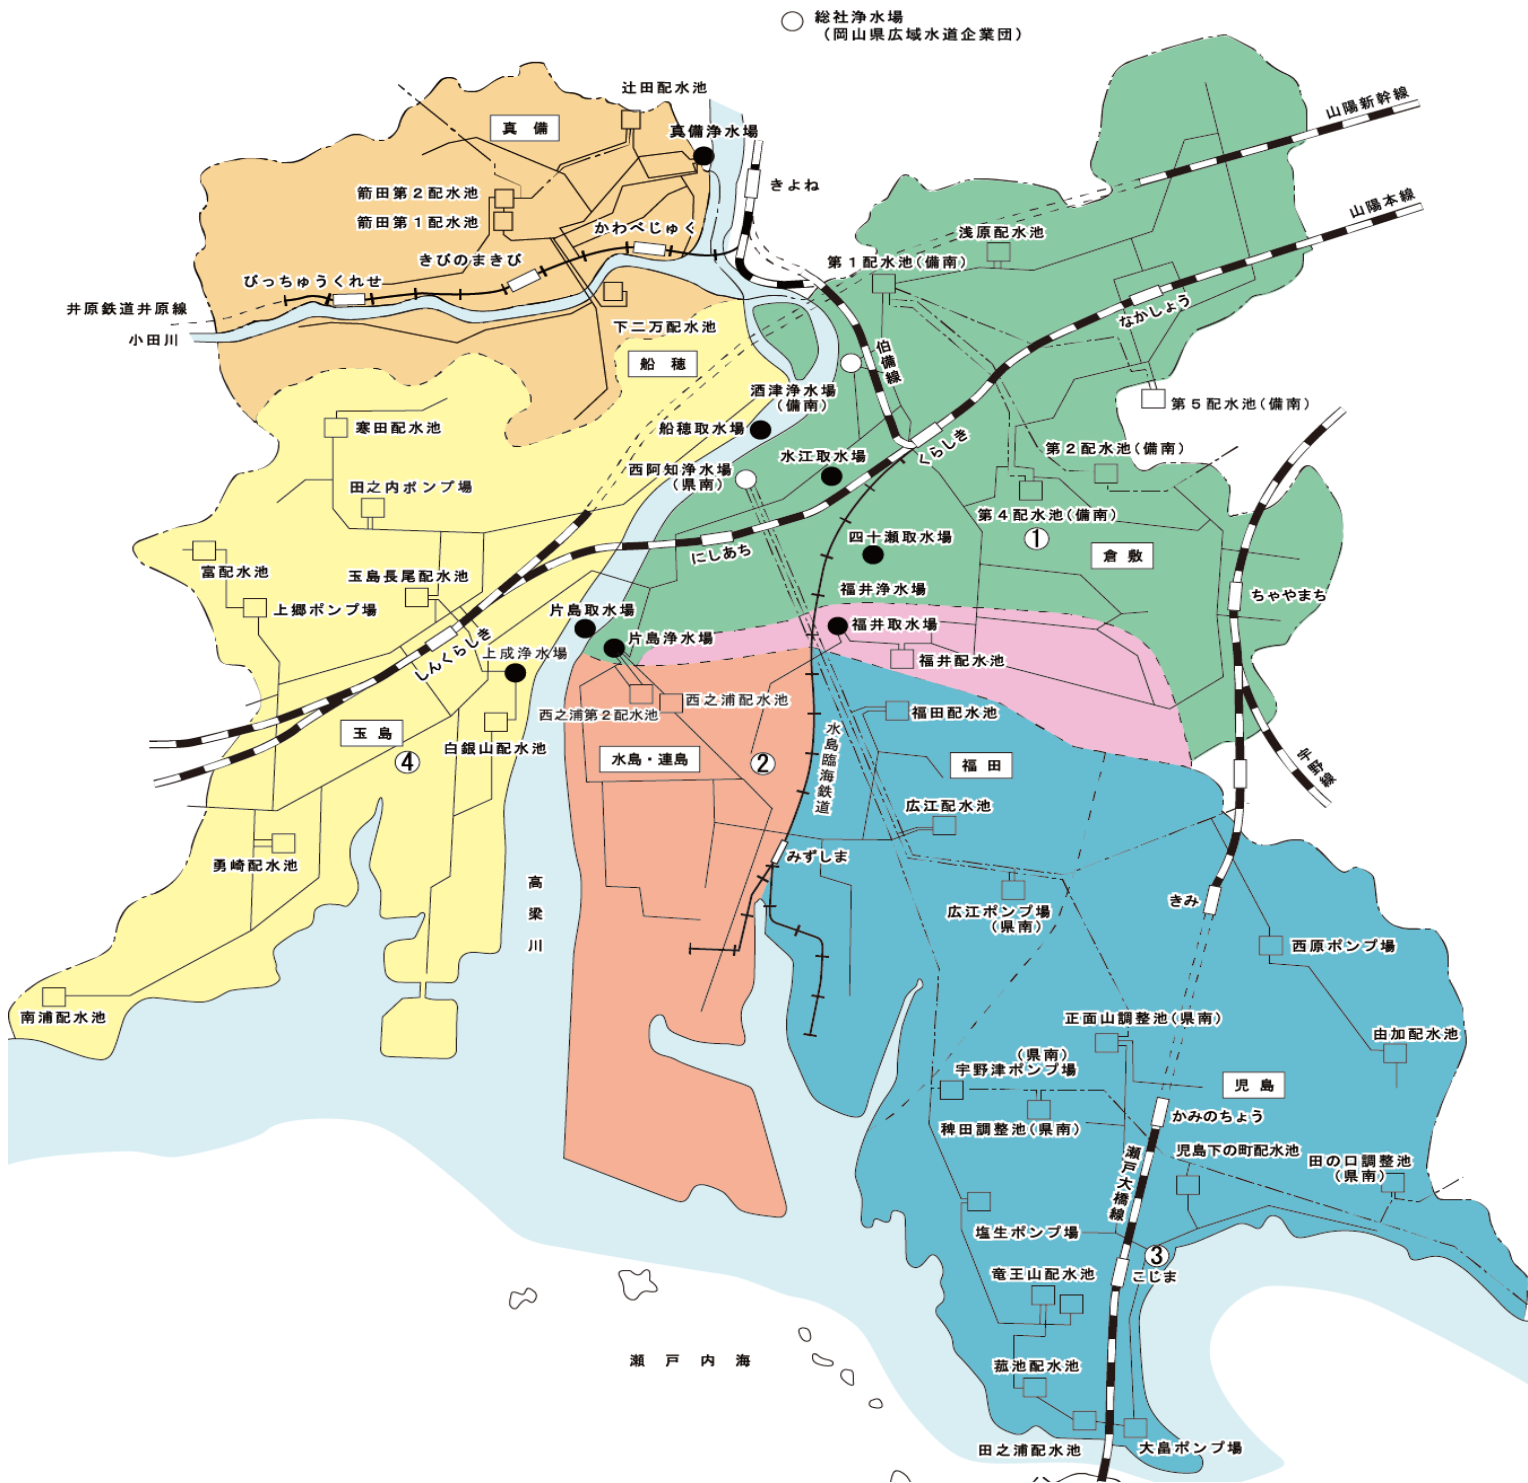 総社浄水場
（岡山県広域水道企業団）
山陽新幹線
辻田配水池
真備
真備浄水場
きよね
箭田第２配水池
箭田第１配水池
山陽本線
かわべじゅく
浅原配水池
きびのまきび
第１配水池（備南）
びっちゅうくれせ
井原鉄道井原線
小田川
なかしょう
下二万配水池
船穂
伯備線
酒津浄水場
（備南）
第５配水池（備南）
寒田配水池
船穂取水場
くらしき
水江取水場
第２配水池（備南）
西阿知浄水場
（県南）
田之内ポンプ場
第４配水池（備南）
①
四十瀬取水場
倉敷
にしあち
富配水池
玉島長尾配水池
福井浄水場
ちゃやまち
上郷ポンプ場
片島取水場
福井取水場
片島浄水場
しんくらしき
上成浄水場
福井配水池
西之浦配水池
西之浦第２配水池
福田配水池
玉島
④
白銀山配水池
水島・連島
②
水島臨海鉄道
福田
宇野線
広江配水池
勇崎配水池
みずしま
高梁川
きみ
広江ポンプ場
（県南）
西原ポンプ場
南浦配水池
正面山調整池（県南）
由加配水池
（県南）
宇野津ポンプ場
児島
かみのちょう
稗田調整池（県南）
児島下の町配水池
田の口調整池
（県南）
瀬戸大橋線
塩生ポンプ場
③
こじま
竜王山配水池
瀬戸内海
菰池配水池
田之浦配水池
大畠ポンプ場